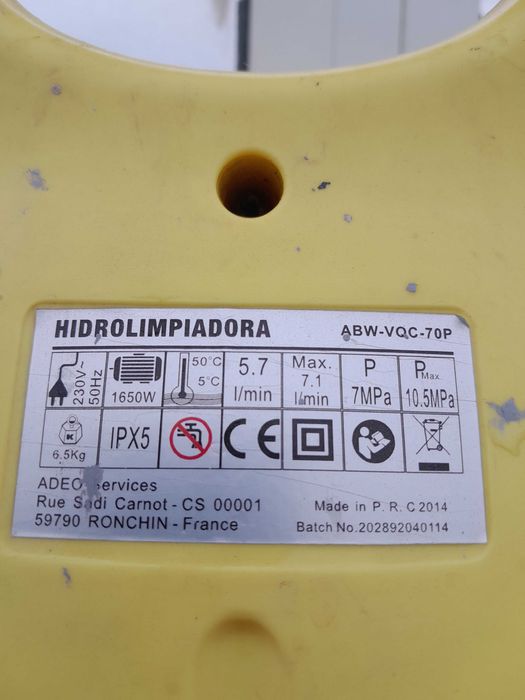 HIDROLIMPIADORA ABW-VQC-70P
230V~ 50Hz 1650W 50°C 5°C 5.7 l/min Max. 7.1 l/min P 7MPa P Max. 10.5MPa
6.5Kg IPX5 CE
ADEO Services
Rue Sadi Carnot - CS 00001 Made in P. R. C 2014
59790 RONCHIN - France Batch No. 202892040114